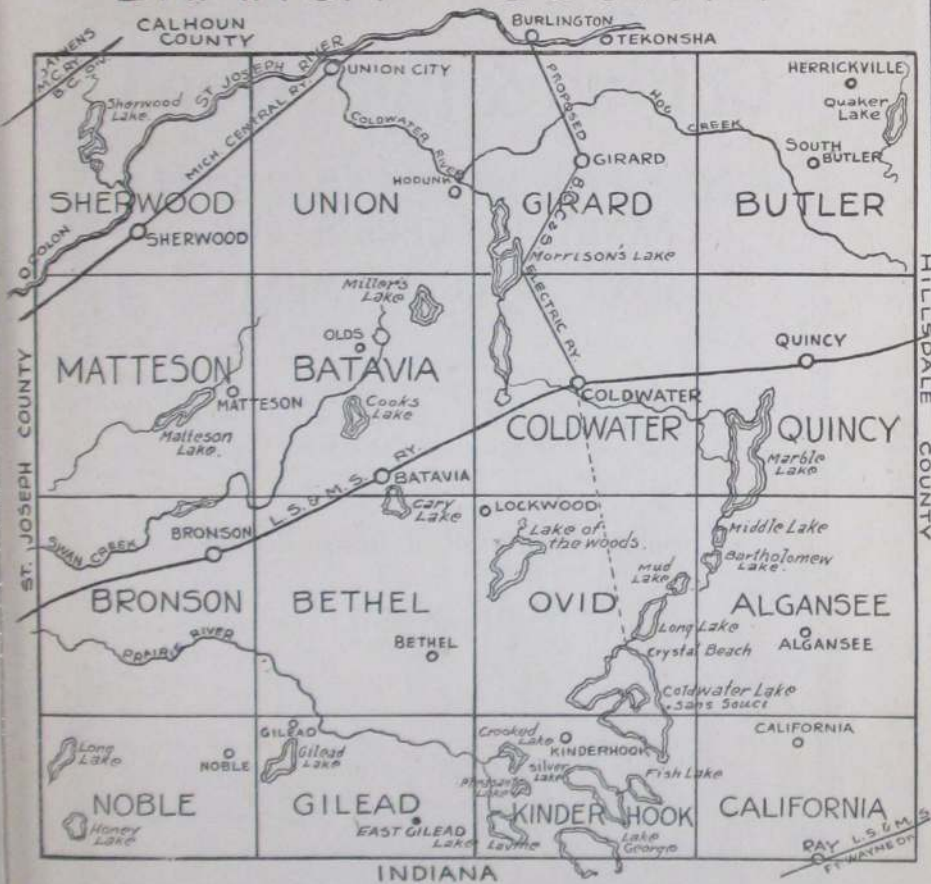 CALHOUN
COUNTY
BURLINGTON
TEKONSHA
M.C. RY
ST. JOSEPH RIVER
UNION CITY
Sherwood
Lake.
MICH CENTRAL RY.
COLDWATER
RIVER
HODUNK
PROPOSED
HOG
CREEK
GIRARD
HERRICKVILLE
Quaker
Lake
SOUTH
BUTLER
SHERWOOD
UNION
GIRARD
BUTLER
COLON
SHERWOOD
Morrison's Lake
ELECTRIC RY.
ST. JOSEPH COUNTY
HILLSDALE COUNTY
Miller's
Lake
OLDS
MATTESON
BATAVIA
QUINCY
MATTESON
Matteson
Lake.
Cooks
Lake
COLDWATER
COLDWATER
QUINCY
Marble
Lake
L.S.& M.S. RY.
BATAVIA
Cary
Lake
SWAN CREEK
BRONSON
LOCKWOOD
Lake of
the Woods.
Middle Lake
Bartholomew
Lake.
Mud
Lake
BRONSON
BETHEL
OVID
ALGANSEE
Long Lake
ALGANSEE
Crystal Beach
PRAIRIE RIVER
BETHEL
Coldwater Lake
Sans Souci
GILEAD
Crooked
Lake
KINDERHOOK
CALIFORNIA
Long
Lake
NOBLE
Gilead
Lake
Silver
Lake
Pleasant
Lake
Fish Lake
NOBLE
GILEAD
KINDERHOOK
CALIFORNIA
Honey
Lake
EAST GILEAD
Lake Lavine
Lake
George
RAY
L.S.& M.S.
FT. WAYNE DIV
INDIANA